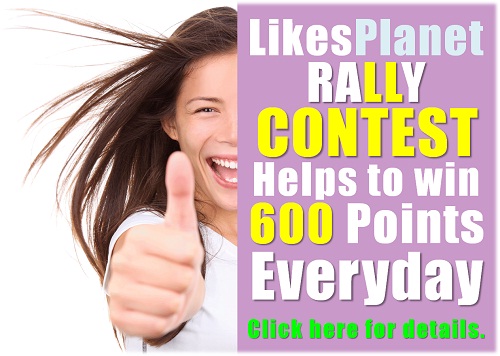 LikesPlanet
RALLY
CONTEST
Helps to win
600 Points
Everyday
Click here for details.